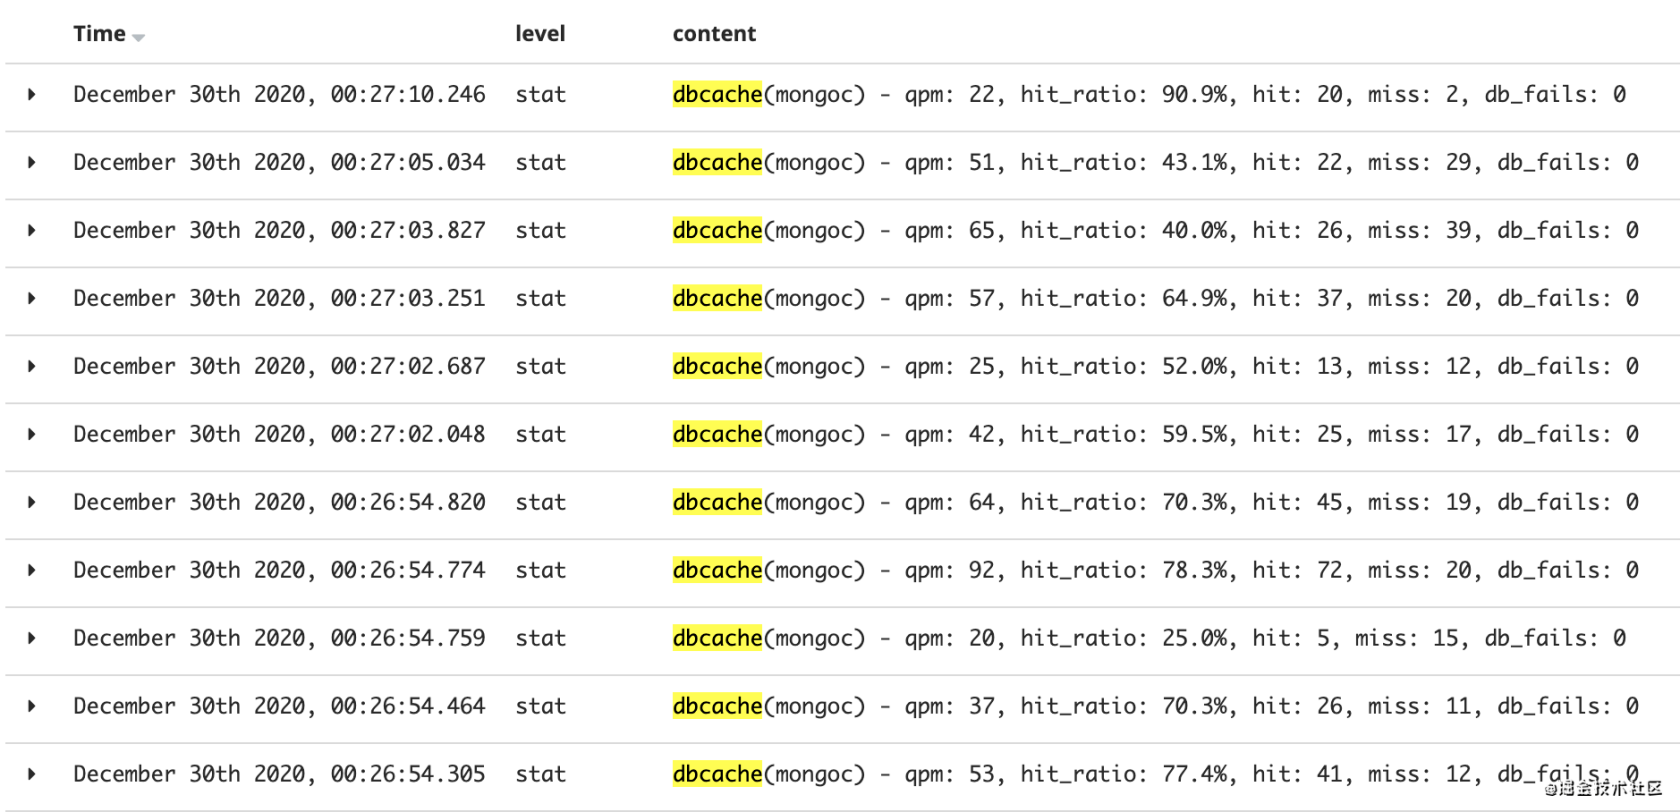 Time level content
December 30th 2020, 00:27:10.246 stat dbcache(mongoc) - qpm: 22, hit_ratio: 90.9%, hit: 20, miss: 2, db_fails: 0
December 30th 2020, 00:27:05.034 stat dbcache(mongoc) - qpm: 51, hit_ratio: 43.1%, hit: 22, miss: 29, db_fails: 0
December 30th 2020, 00:27:03.827 stat dbcache(mongoc) - qpm: 65, hit_ratio: 40.0%, hit: 26, miss: 39, db_fails: 0
December 30th 2020, 00:27:03.251 stat dbcache(mongoc) - qpm: 57, hit_ratio: 64.9%, hit: 37, miss: 20, db_fails: 0
December 30th 2020, 00:27:02.687 stat dbcache(mongoc) - qpm: 25, hit_ratio: 52.0%, hit: 13, miss: 12, db_fails: 0
December 30th 2020, 00:27:02.048 stat dbcache(mongoc) - qpm: 42, hit_ratio: 59.5%, hit: 25, miss: 17, db_fails: 0
December 30th 2020, 00:26:54.820 stat dbcache(mongoc) - qpm: 64, hit_ratio: 70.3%, hit: 45, miss: 19, db_fails: 0
December 30th 2020, 00:26:54.774 stat dbcache(mongoc) - qpm: 92, hit_ratio: 78.3%, hit: 72, miss: 20, db_fails: 0
December 30th 2020, 00:26:54.759 stat dbcache(mongoc) - qpm: 20, hit_ratio: 25.0%, hit: 5, miss: 15, db_fails: 0
December 30th 2020, 00:26:54.464 stat dbcache(mongoc) - qpm: 37, hit_ratio: 70.3%, hit: 26, miss: 11, db_fails: 0
December 30th 2020, 00:26:54.305 stat dbcache(mongoc) - qpm: 53, hit_ratio: 77.4%, hit: 41, miss: 12, db_fails: 0
@掘金技术社区